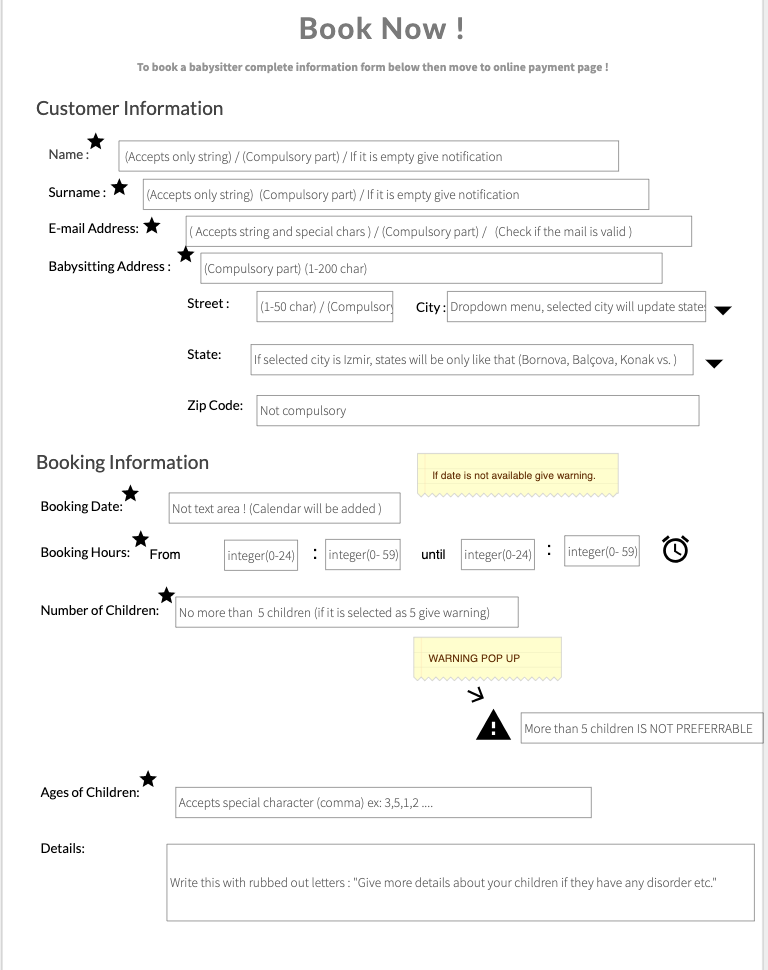 Book Now !
To book a babysitter complete information form below then move to online payment page !
Customer Information
Name : (Accepts only string) / (Compulsory part) / If it is empty give notification
Surname : (Accepts only string) (Compulsory part) / If it is empty give notification
E-mail Address: ( Accepts string and special chars ) / (Compulsory part) / (Check if the mail is valid )
Babysitting Address : (Compulsory part) (1-200 char)
Street : (1-50 char) / (Compulsory City : Dropdown menu, selected city will update states
State: If selected city is Izmir, states will be only like that (Bornova, Balçova, Konak vs. )
Zip Code: Not compulsory
Booking Information
If date is not available give warning.
Booking Date: Not text area ! (Calendar will be added )
Booking Hours: From integer(0-24) : integer(0- 59) until integer(0-24) : integer(0- 59)
Number of Children: No more than 5 children (if it is selected as 5 give warning)
WARNING POP UP
More than 5 children IS NOT PREFERRABLE
Ages of Children: Accepts special character (comma) ex: 3,5,1,2 ....
Details:
Write this with rubbed out letters : "Give more details about your children if they have any disorder etc."